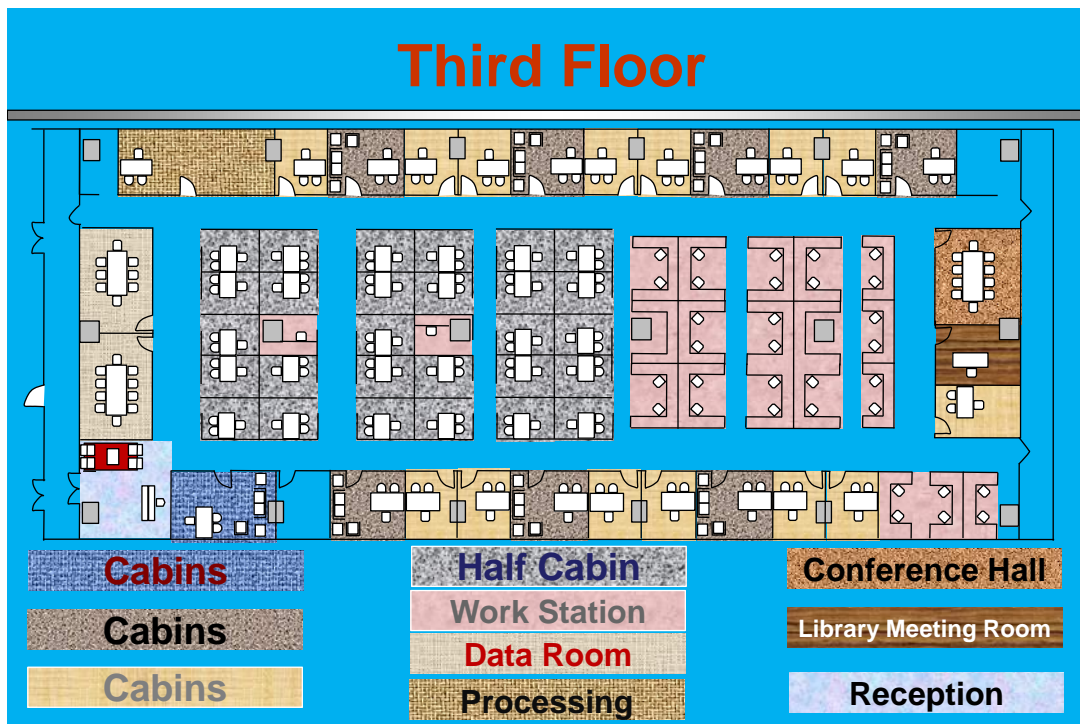 Third Floor
Cabins
Cabins
Cabins
Half Cabin
Work Station
Data Room
Processing
Conference Hall
Library Meeting Room
Reception